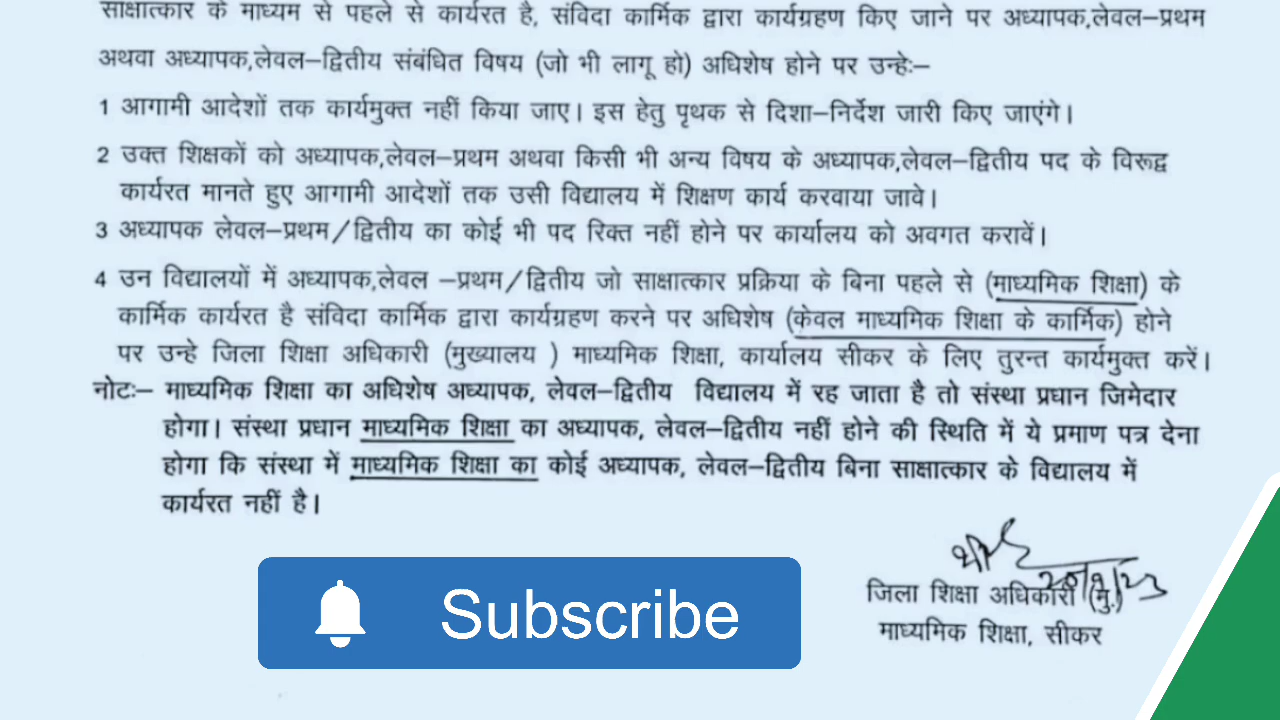 साक्षात्कार के माध्यम से पहले से कार्यरत है, संविदा कार्मिक द्वारा कार्यग्रहण किए जाने पर अध्यापक,लेवल–प्रथम
अथवा अध्यापक,लेवल–द्वितीय संबंधित विषय (जो भी लागू हो) अधिशेष होने पर उन्हेः–
1 आगामी आदेशों तक कार्यमुक्त नहीं किया जाए। इस हेतु पृथक से दिशा–निर्देश जारी किए जाएंगे।
2 उक्त शिक्षकों को अध्यापक,लेवल–प्रथम अथवा किसी भी अन्य विषय के अध्यापक,लेवल–द्वितीय पद के विरूद्व
कार्यरत मानते हुए आगामी आदेशों तक उसी विद्यालय में शिक्षण कार्य करवाया जावे।
3 अध्यापक लेवल–प्रथम/द्वितीय का कोई भी पद रिक्त नहीं होने पर कार्यालय को अवगत करावें।
4 उन विद्यालयों में अध्यापक,लेवल –प्रथम/द्वितीय जो साक्षात्कार प्रक्रिया के बिना पहले से (माध्यमिक शिक्षा) के
कार्मिक कार्यरत है संविदा कार्मिक द्वारा कार्यग्रहण करने पर अधिशेष (केवल माध्यमिक शिक्षा के कार्मिक) होने
पर उन्हे जिला शिक्षा अधिकारी (मुख्यालय ) माध्यमिक शिक्षा, कार्यालय सीकर के लिए तुरन्त कार्यमुक्त करें।
नोटः– माध्यमिक शिक्षा का अधिशेष अध्यापक, लेवल–द्वितीय विद्यालय में रह जाता है तो संस्था प्रधान जिमेदार
होगा। संस्था प्रधान माध्यमिक शिक्षा का अध्यापक, लेवल–द्वितीय नहीं होने की स्थिति में ये प्रमाण पत्र देना
होगा कि संस्था में माध्यमिक शिक्षा का कोई अध्यापक, लेवल–द्वितीय बिना साक्षात्कार के विद्यालय में
कार्यरत नहीं है।
Subscribe
जिला शिक्षा अधिकारी (मु.)
माध्यमिक शिक्षा, सीकर